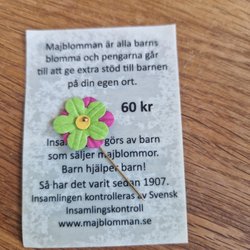 Majblomman är alla barns
blomma och pengarna går
till att ge extra stöd till barnen
på din egen ort.
60 kr
görs av barn
som säljer majblommor.
Barn hjälper barn!
Så har det varit sedan 1907.
Insamlingen kontrolleras av Svensk
Insamlingskontroll
www.majblomman.se